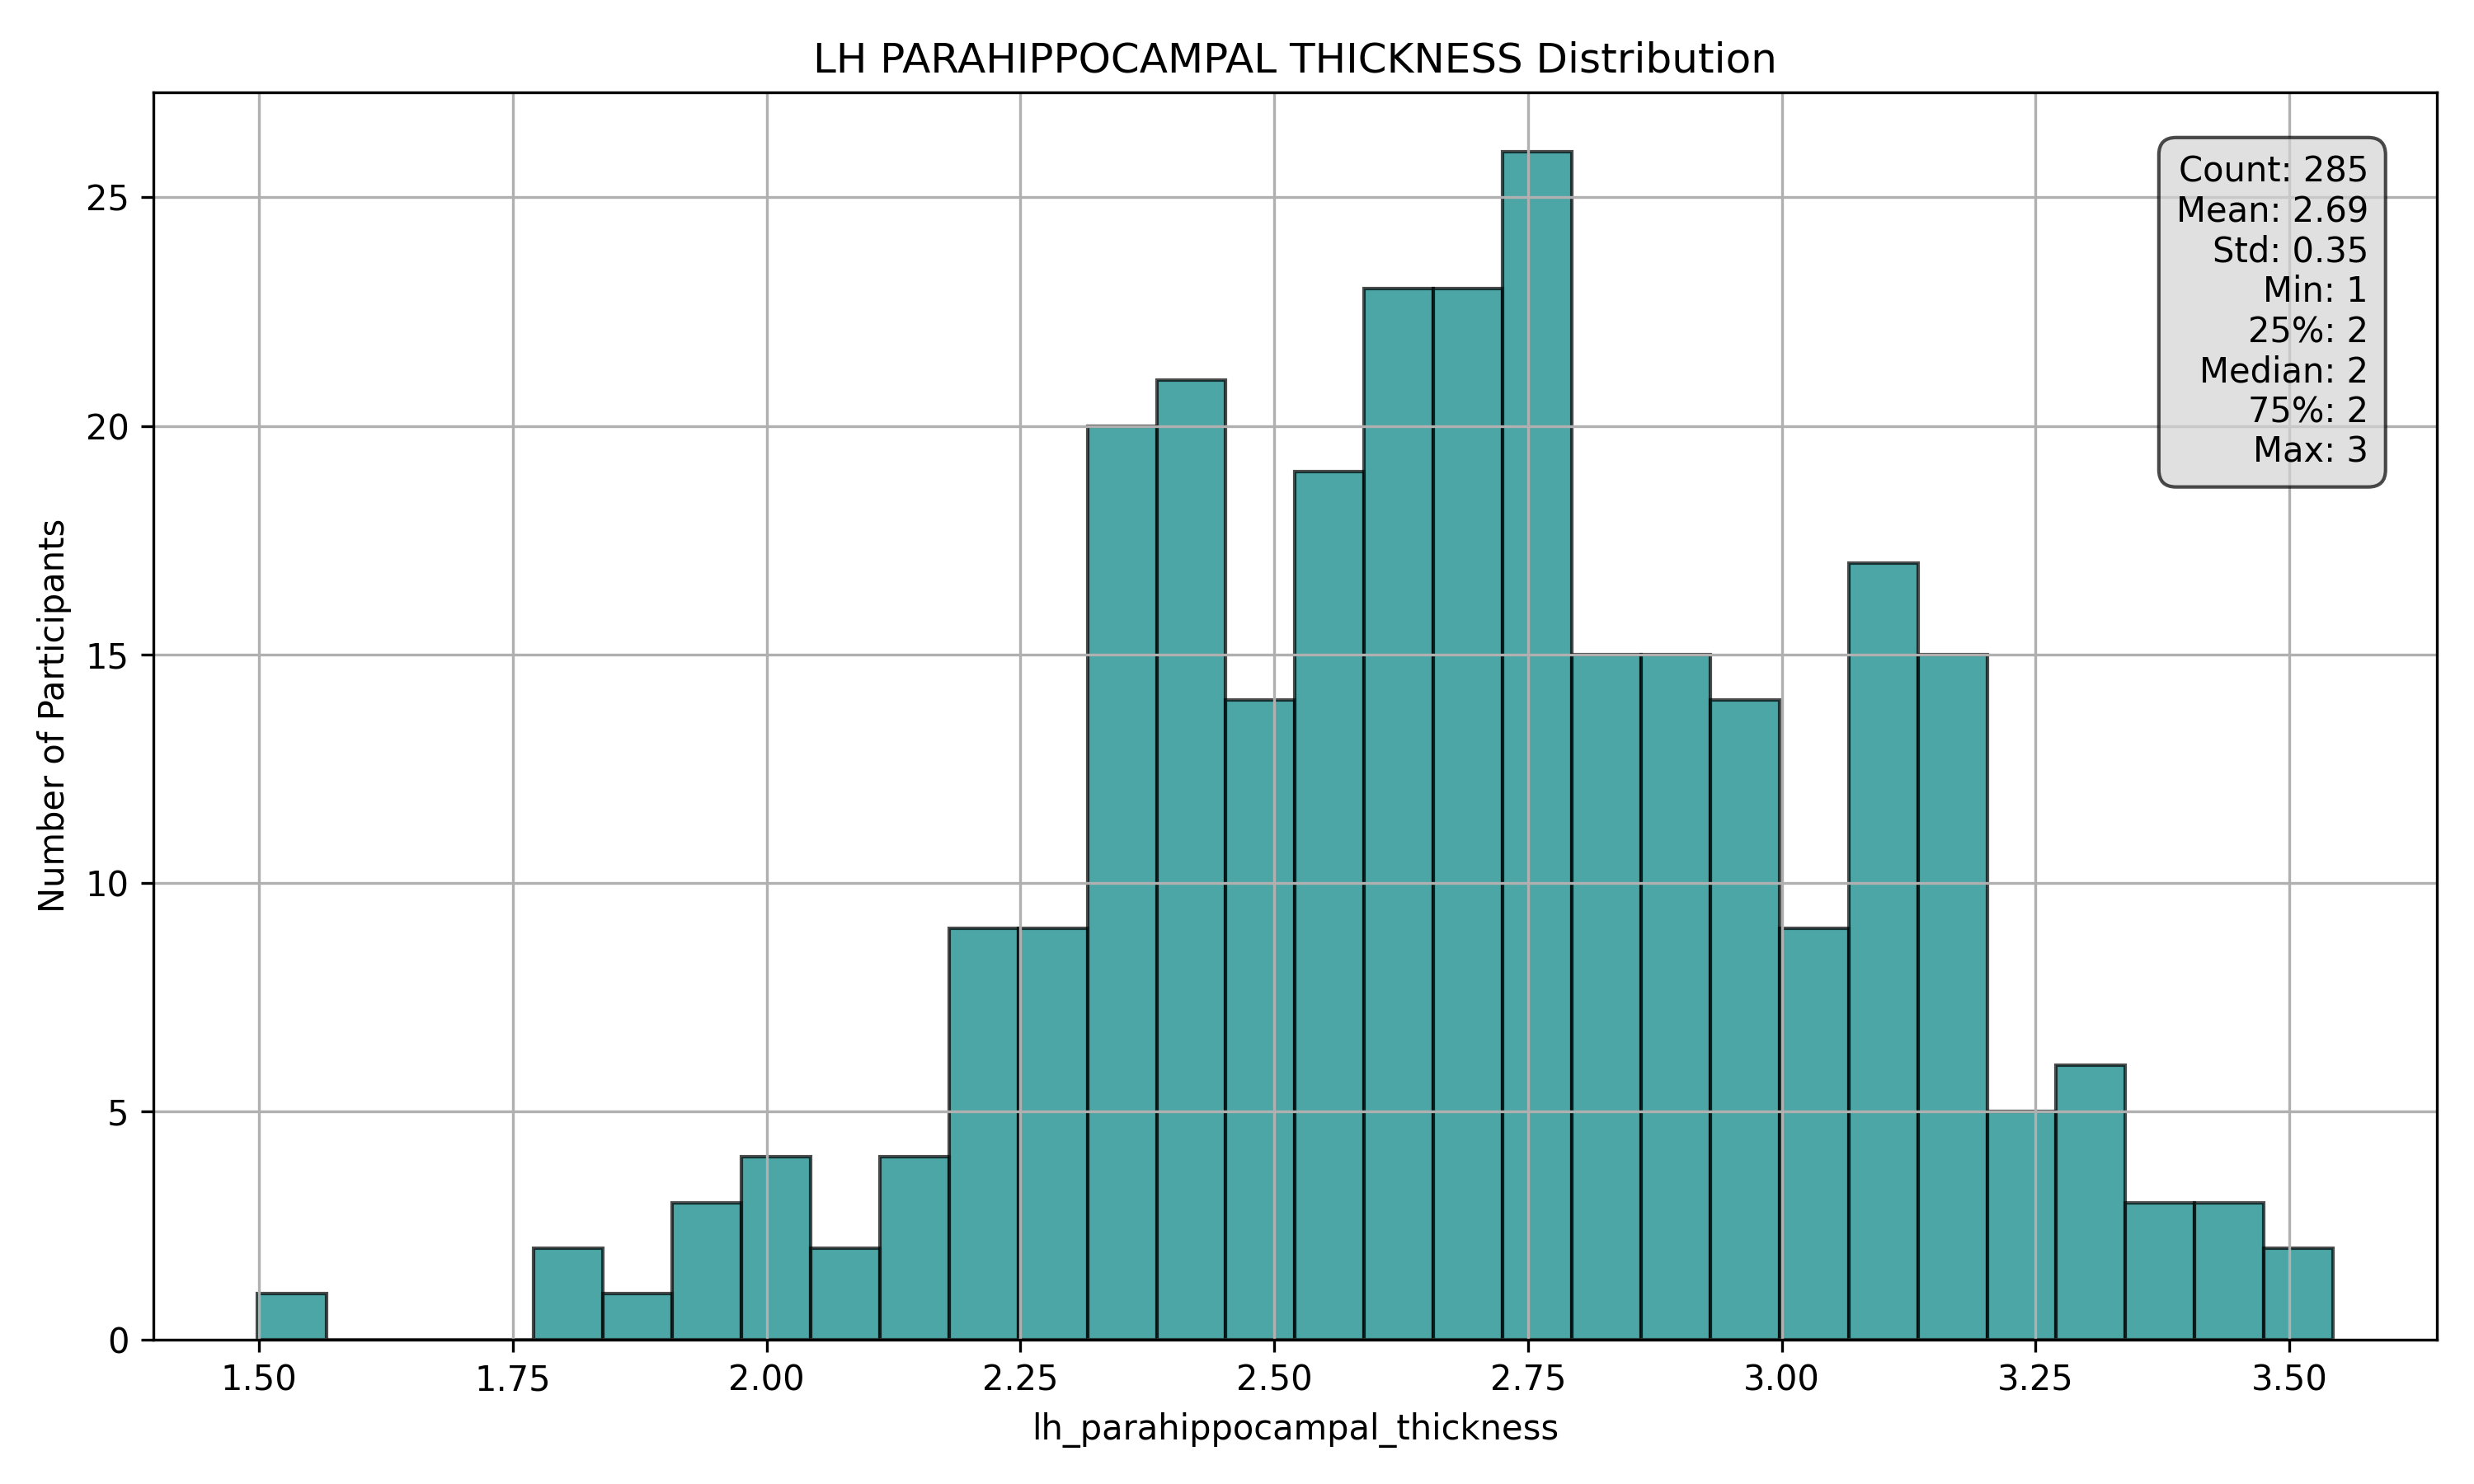 LH PARAHIPPOCAMPAL THICKNESS Distribution
Count: 285
Mean: 2.69
Std: 0.35
Min: 1
25%: 2
Median: 2
75%: 2
Max: 3
Number of Participants
25
20
15
10
5
0
1.50 1.75 2.00 2.25 2.50 2.75 3.00 3.25 3.50
lh_parahippocampal_thickness